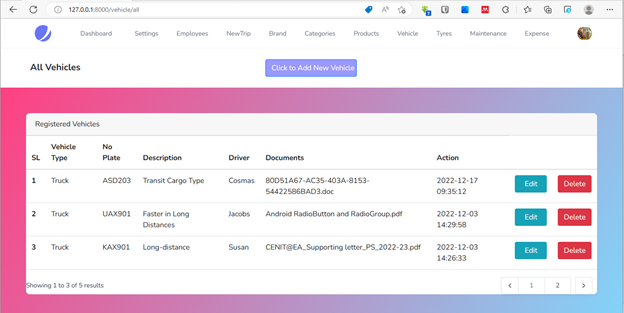 127.0.0.1:8000/vehicle/all
Dashboard Settings Employees NewTrip Brand Categories Products Vehicle Tyres Maintenance Expense
All Vehicles Click to Add New Vehicle
Registered Vehicles
SL Vehicle Type No Plate Description Driver Documents Action
1 Truck ASD203 Transit Cargo Type Cosmas 80D51A67-AC35-403A-8153-54422586BAD3.doc 2022-12-17 09:35:12 Edit Delete
2 Truck UAX901 Faster in Long Distances Jacobs Android RadioButton and RadioGroup.pdf 2022-12-03 14:29:58 Edit Delete
3 Truck KAX901 Long-distance Susan CENIT@EA_Supporting letter_PS_2022-23.pdf 2022-12-03 14:26:33 Edit Delete
Showing 1 to 3 of 5 results 1 2